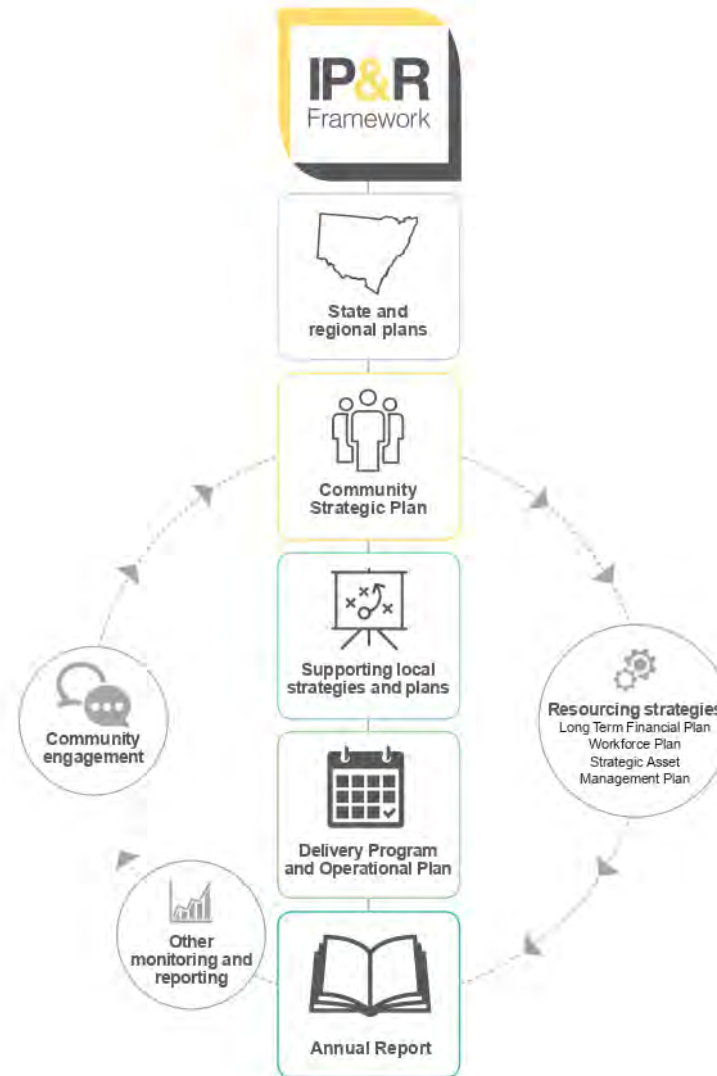 IP&R
Framework
State and
regional plans
Community
Strategic Plan
Supporting local
strategies and plans
Community
engagement
Resourcing strategies
Long Term Financial Plan
Workforce Plan
Strategic Asset
Management Plan
Delivery Program
and Operational Plan
Other
monitoring and
reporting
Annual Report